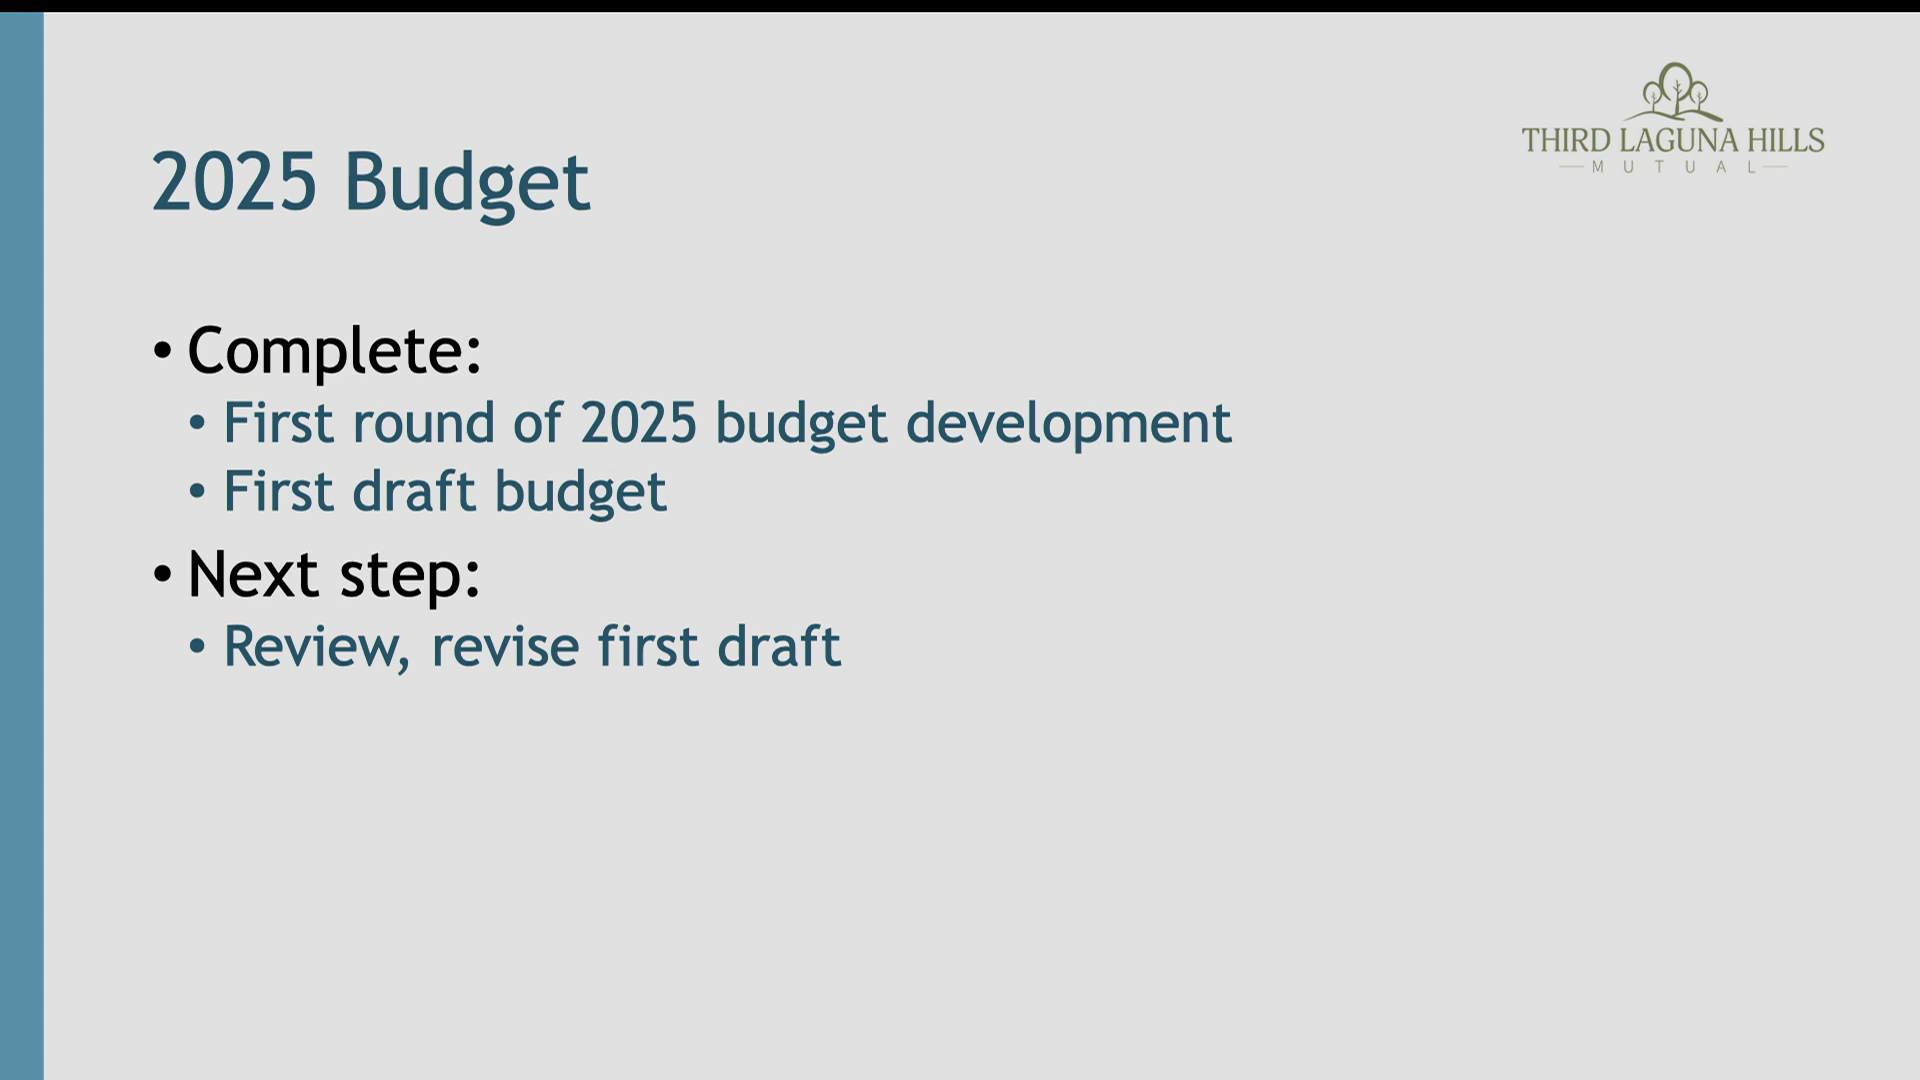 THIRD LAGUNA HILLS
MUTUAL
2025 Budget
• Complete:
• First round of 2025 budget development
• First draft budget
• Next step:
• Review, revise first draft